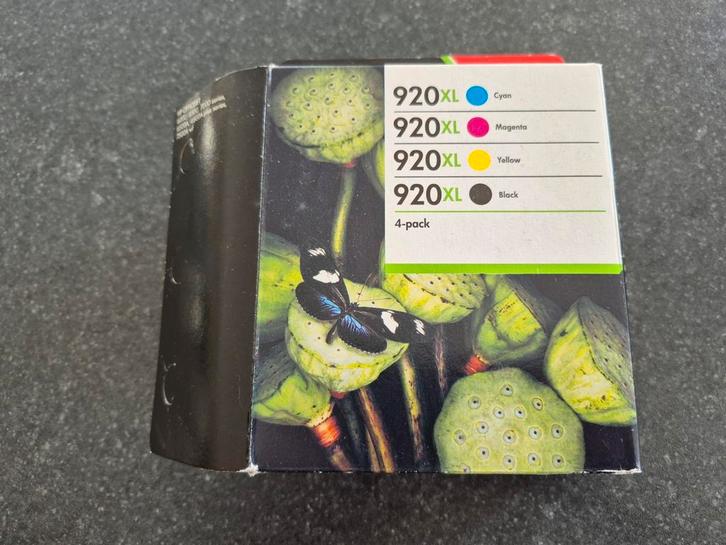 920XL Cyan
920XL Magenta
920XL Yellow
920XL Black
4-pack